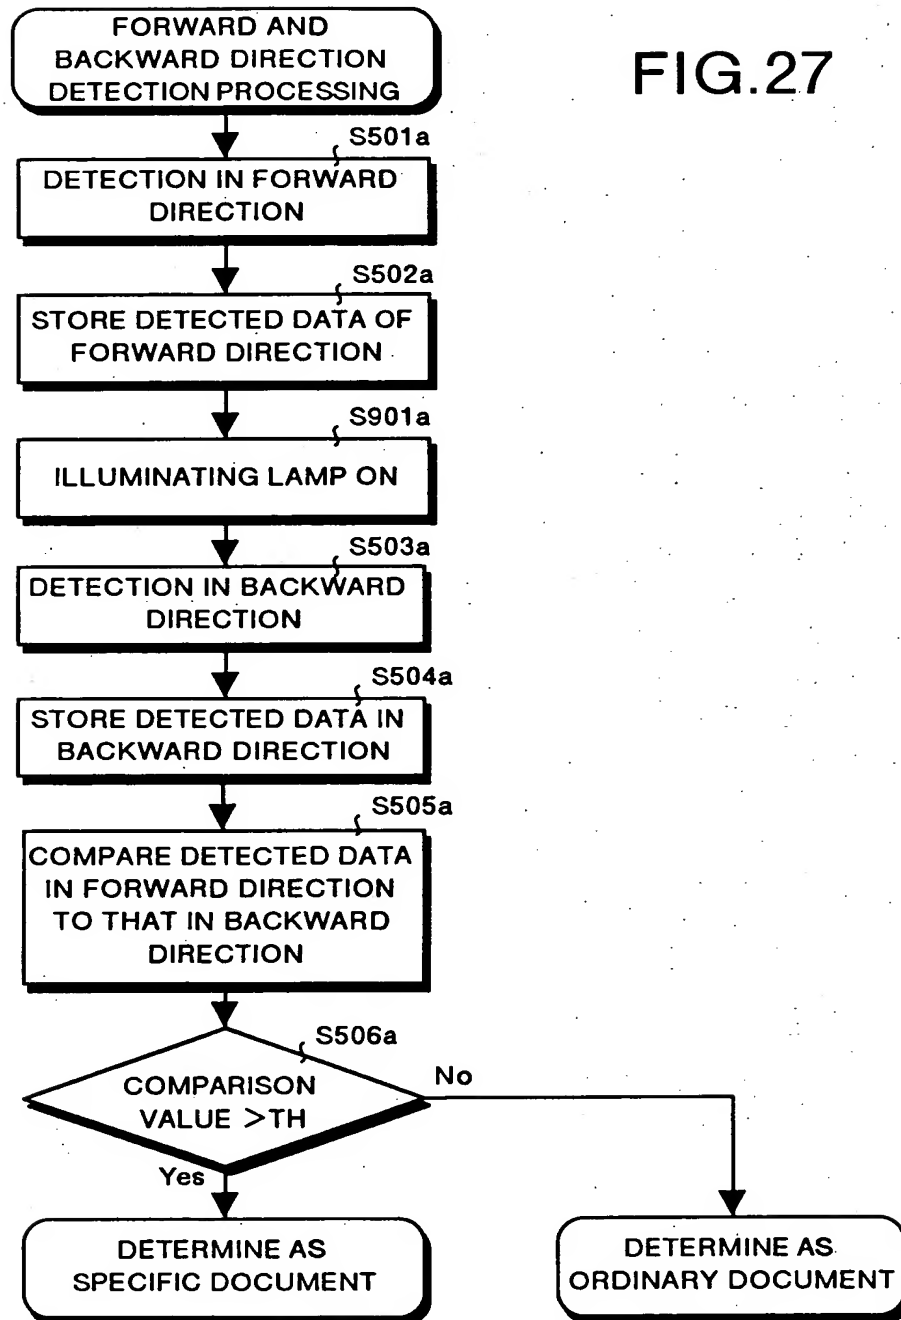 FORWARD AND
BACKWARD DIRECTION
DETECTION PROCESSING
FIG.27
S501a
DETECTION IN FORWARD
DIRECTION
S502a
STORE DETECTED DATA OF
FORWARD DIRECTION
S901a
ILLUMINATING LAMP ON
S503a
DETECTION IN BACKWARD
DIRECTION
S504a
STORE DETECTED DATA IN
BACKWARD DIRECTION
S505a
COMPARE DETECTED DATA
IN FORWARD DIRECTION
TO THAT IN BACKWARD
DIRECTION
S506a
COMPARISON
VALUE >TH
No
Yes
DETERMINE AS
SPECIFIC DOCUMENT
DETERMINE AS
ORDINARY DOCUMENT